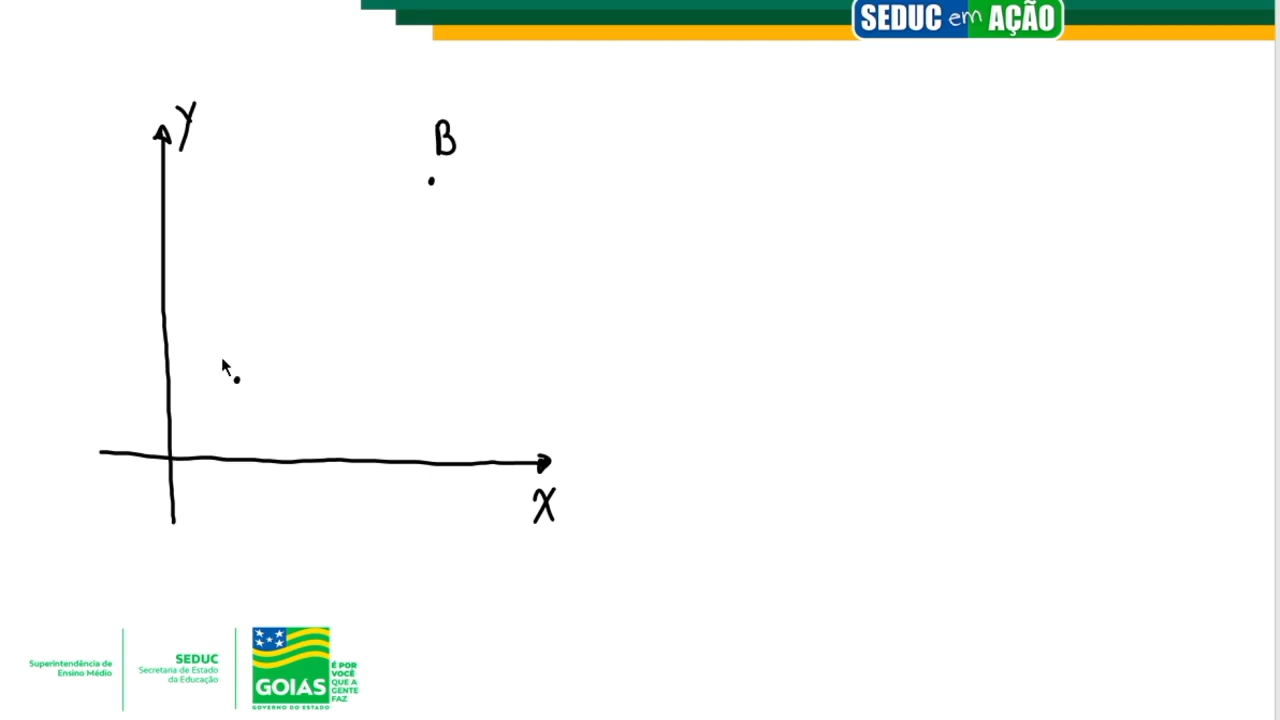 SEDUC em AÇÃO
Y
B
X
Superintendência de
Ensino Médio
SEDUC
Secretaria de Estado
da Educação
GOIÁS
GOVERNO DO ESTADO
É POR
VOCÊ
QUE A
GENTE
FAZ